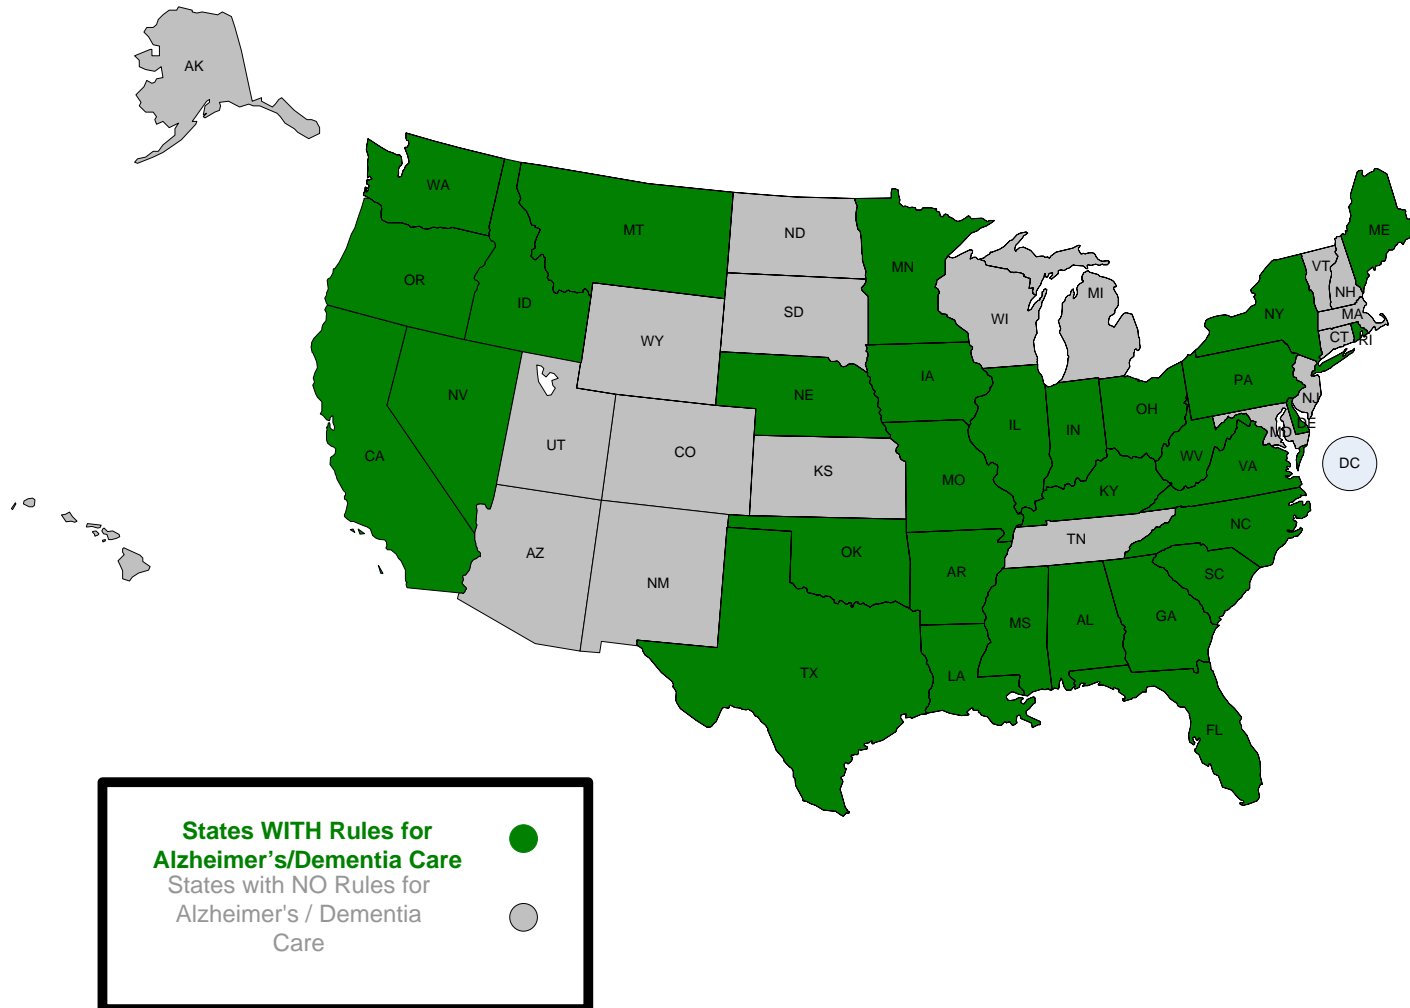 AK
WA
MT
ND
MN
ME
VT
NH
OR
ID
SD
WI
MI
NY
MA
CT
RI
WY
IA
PA
NV
NE
OH
NJ
IL
IN
DE
MD
UT
CO
KS
MO
WV
VA
DC
CA
KY
NC
AZ
NM
OK
AR
TN
SC
MS
AL
GA
TX
LA
FL
States WITH Rules for
Alzheimer’s/Dementia Care
States with NO Rules for
Alzheimer's / Dementia
Care